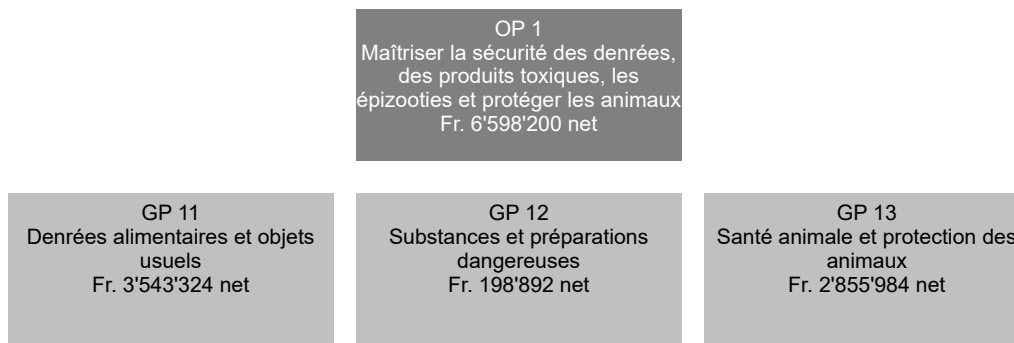 OP 1
Maîtriser la sécurité des denrées,
des produits toxiques, les
épizooties et protéger les animaux
Fr. 6'598'200 net
GP 11
Denrées alimentaires et objets
usuels
Fr. 3'543'324 net
GP 12
Substances et préparations
dangereuses
Fr. 198'892 net
GP 13
Santé animale et protection des
animaux
Fr. 2'855'984 net